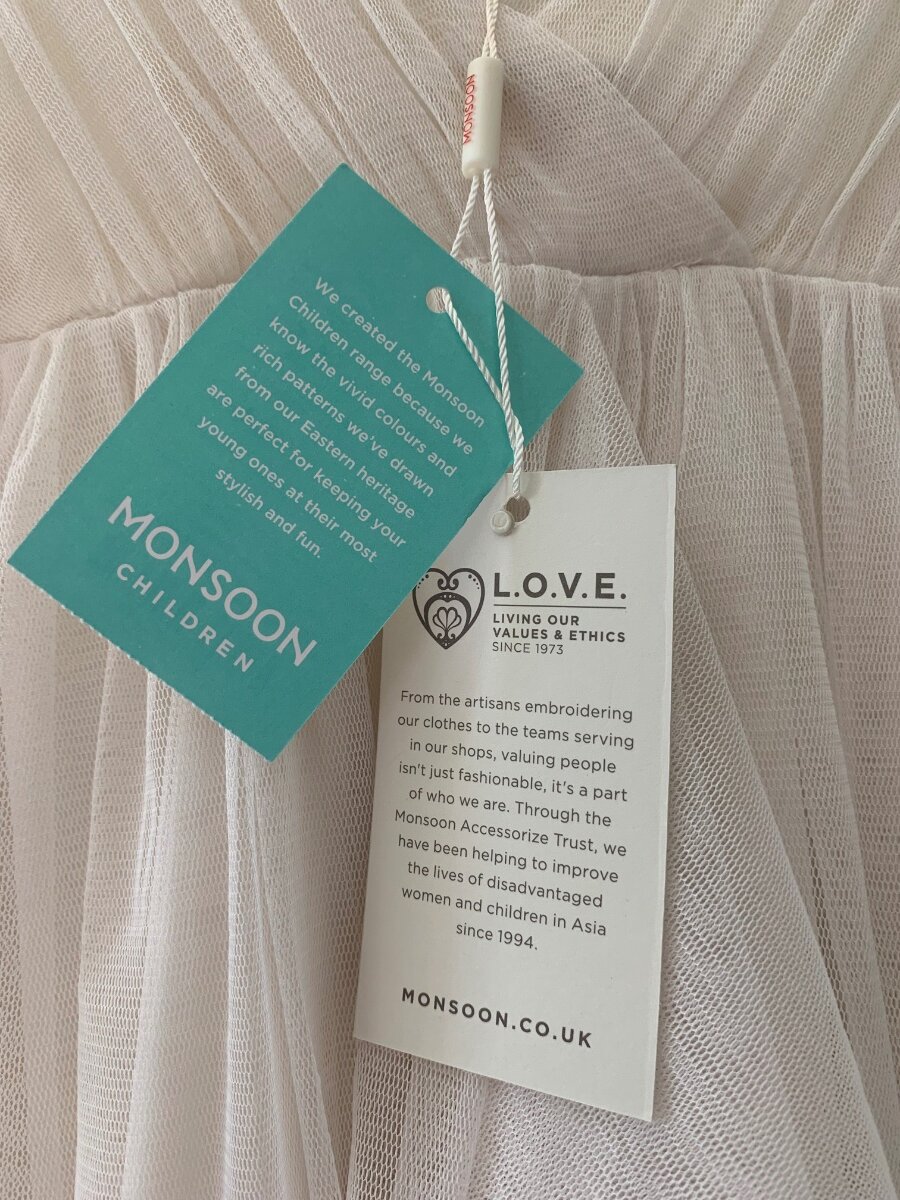 MONSOON
We created the Monsoon
Children range because we
know the vivid colours and
rich patterns we've drawn
from our Eastern heritage
are perfect for keeping your
young ones at their most
stylish and fun.
MONSOON
CHILDREN
L.O.V.E.
LIVING OUR
VALUES & ETHICS
SINCE 1973
From the artisans embroidering
our clothes to the teams serving
in our shops, valuing people
isn't just fashionable, it's a part
of who we are. Through the
Monsoon Accessorize Trust, we
have been helping to improve
the lives of disadvantaged
women and children in Asia
since 1994.
MONSOON.CO.UK